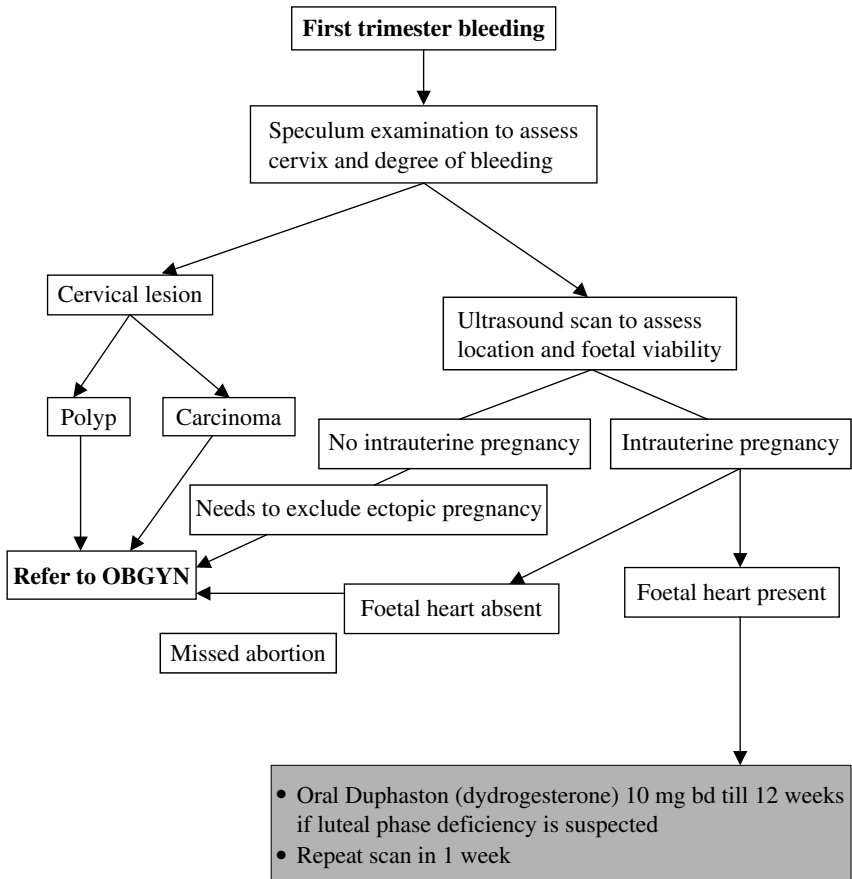 First trimester bleeding
Speculum examination to assess
cervix and degree of bleeding
Cervical lesion
Ultrasound scan to assess
location and foetal viability
Polyp
Carcinoma
No intrauterine pregnancy
Intrauterine pregnancy
Needs to exclude ectopic pregnancy
Refer to OBGYN
Foetal heart absent
Foetal heart present
Missed abortion
• Oral Duphaston (dydrogesterone) 10 mg bd till 12 weeks
if luteal phase deficiency is suspected
• Repeat scan in 1 week